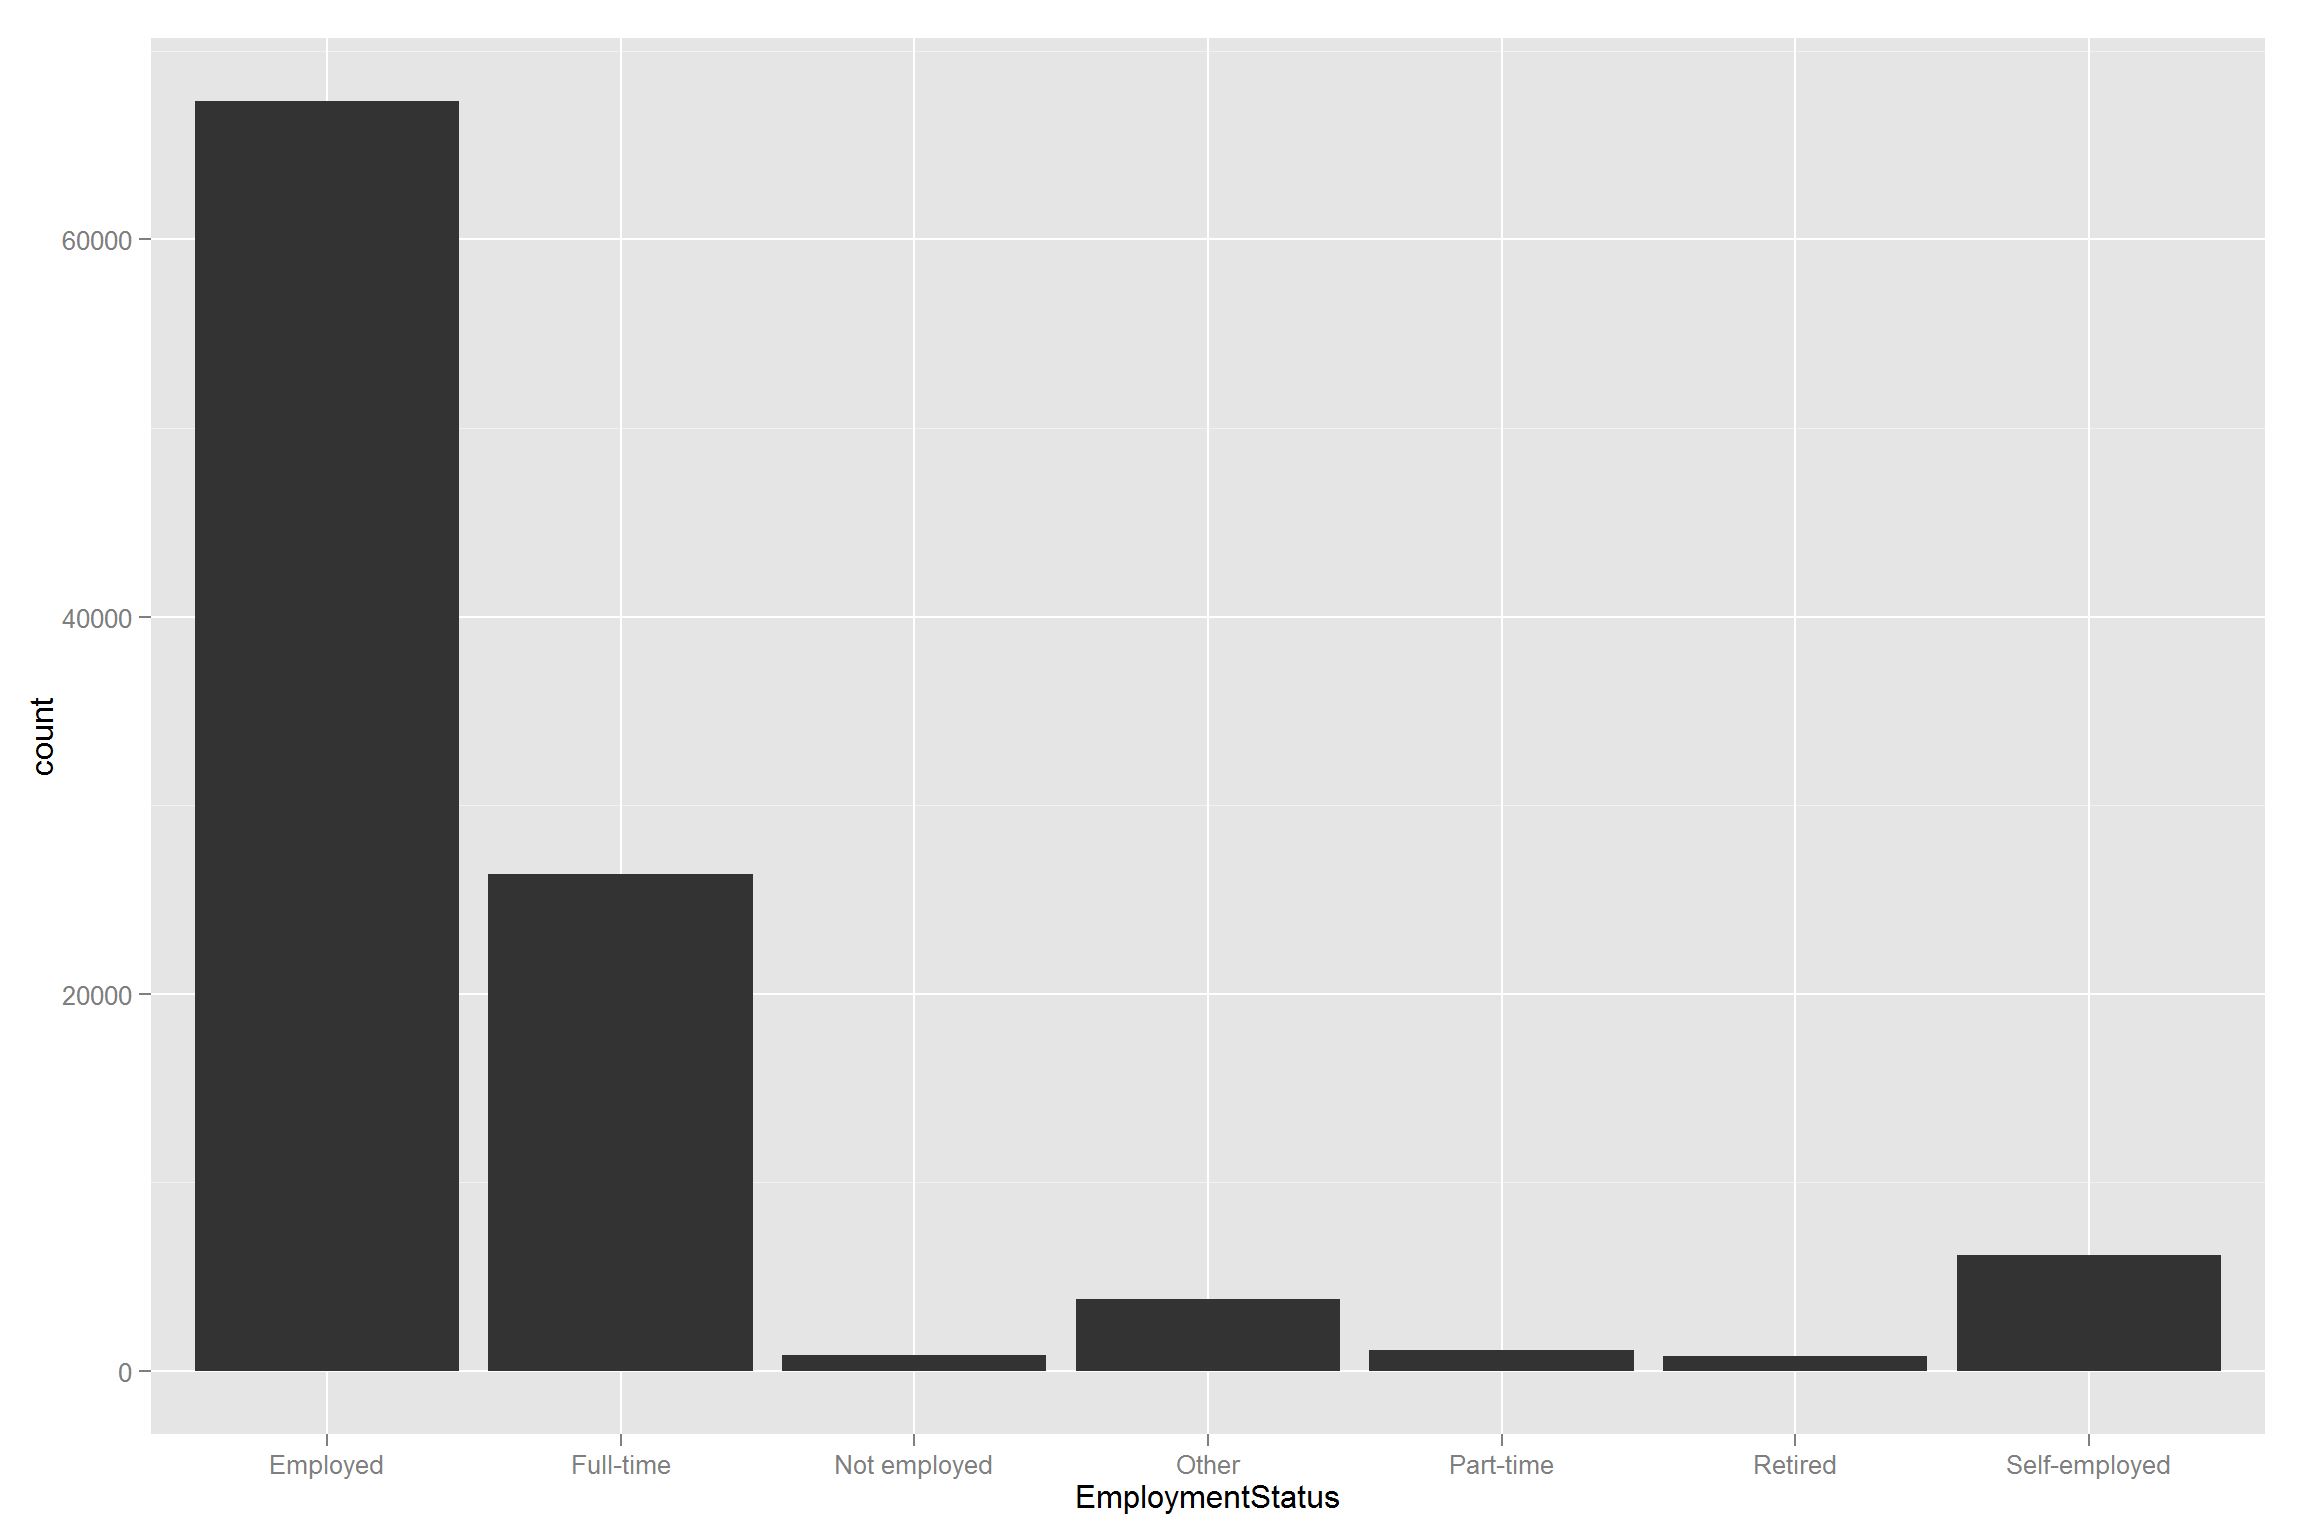 60000
40000
20000
0
count
Employed Full-time Not employed Other Part-time Retired Self-employed
EmploymentStatus